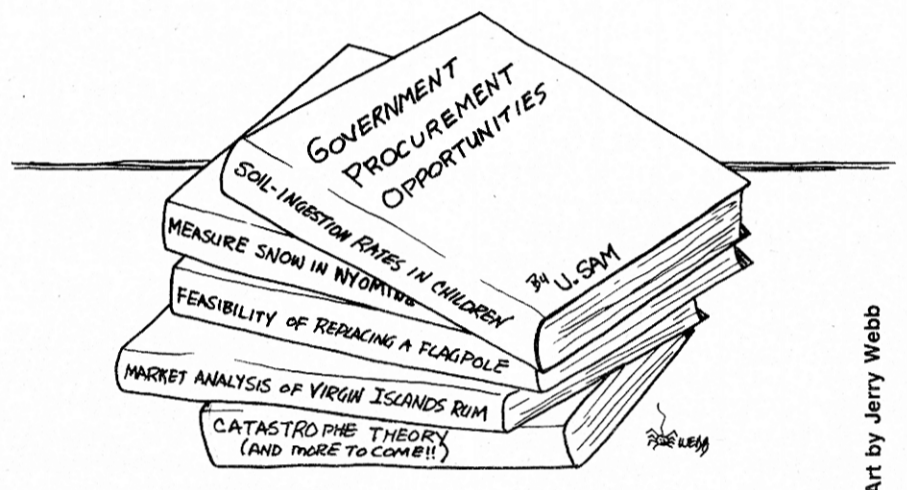 GOVERNMENT
PROCUREMENT
OPPORTUNITIES
By
U. SAM
SOIL-INGESTION RATES IN CHILDREN
MEASURE SNOW IN WYOMING
FEASIBILITY OF REPLACING A FLAGPOLE
MARKET ANALYSIS OF VIRGIN ISLANDS RUM
CATASTROPHE THEORY
(AND MORE TO COME!!)
WEBB
Art by Jerry Webb